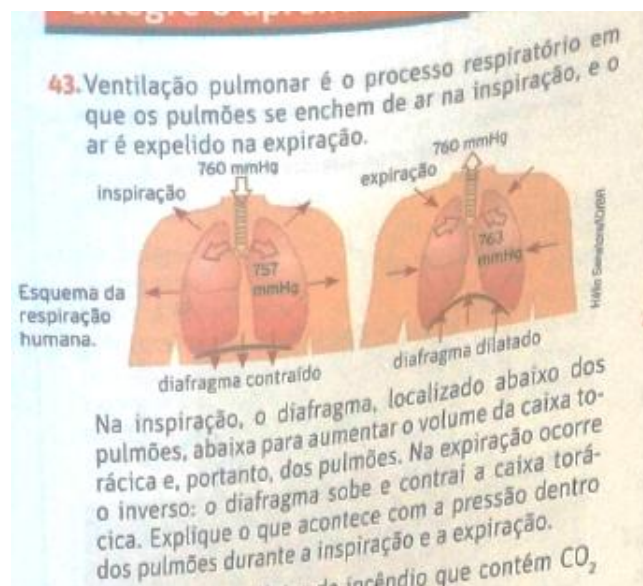 43. Ventilação pulmonar é o processo respiratório em
que os pulmões se enchem de ar na inspiração, e o
ar é expelido na expiração.
760 mmHg
760 mmHg
inspiração
expiração
757
mmHg
763
mmHg
Esquema da
respiração
humana.
diafragma contraído
diafragma dilatado
Na inspiração, o diafragma, localizado abaixo dos
pulmões, abaixa para aumentar o volume da caixa to-
rácica e, portanto, dos pulmões. Na expiração ocorre
o inverso: o diafragma sobe e contrai a caixa torá-
cica. Explique o que acontece com a pressão dentro
dos pulmões durante a inspiração e a expiração.
incêndio que contém CO₂